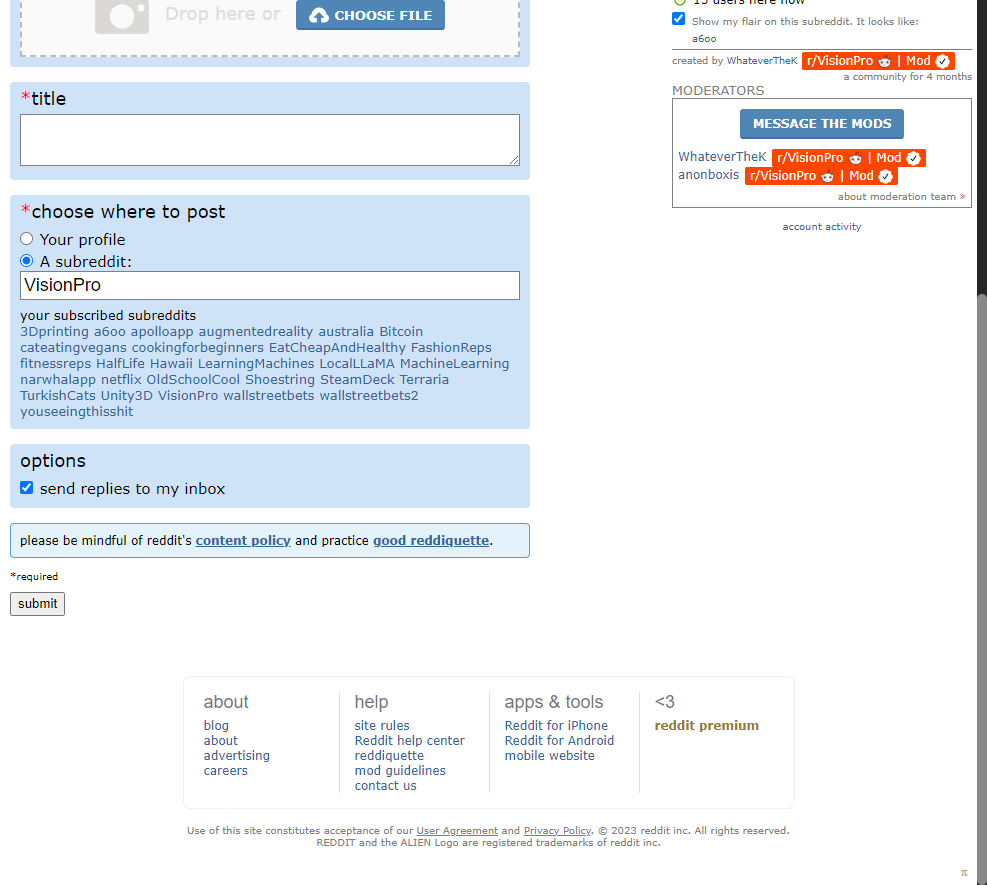 Drop here or CHOOSE FILE
*title
*choose where to post
Your profile
A subreddit:
VisionPro
your subscribed subreddits
3Dprinting a6oo apolloapp augmentedreality australia Bitcoin
cateatingvegans cookingforbeginners EatCheapAndHealthy FashionReps
fitnessreps HalfLife Hawaii LearningMachines LocalLLaMA MachineLearning
narwhalapp netflix OldSchoolCool Shoestring SteamDeck Terraria
TurkishCats Unity3D VisionPro wallstreetbets wallstreetbets2
youseeingthisshit
options
send replies to my inbox
please be mindful of reddit's content policy and practice good reddiquette.
*required
submit
15 users here now
Show my flair on this subreddit. It looks like:
a6oo
created by WhateverTheK r/VisionPro | Mod
a community for 4 months
MODERATORS
MESSAGE THE MODS
WhateverTheK r/VisionPro | Mod
anonboxis r/VisionPro | Mod
about moderation team »
account activity
about
blog
about
advertising
careers
help
site rules
Reddit help center
reddiquette
mod guidelines
contact us
apps & tools
Reddit for iPhone
Reddit for Android
mobile website
<3
reddit premium
Use of this site constitutes acceptance of our User Agreement and Privacy Policy. © 2023 reddit inc. All rights reserved.
REDDIT and the ALIEN Logo are registered trademarks of reddit inc.
π